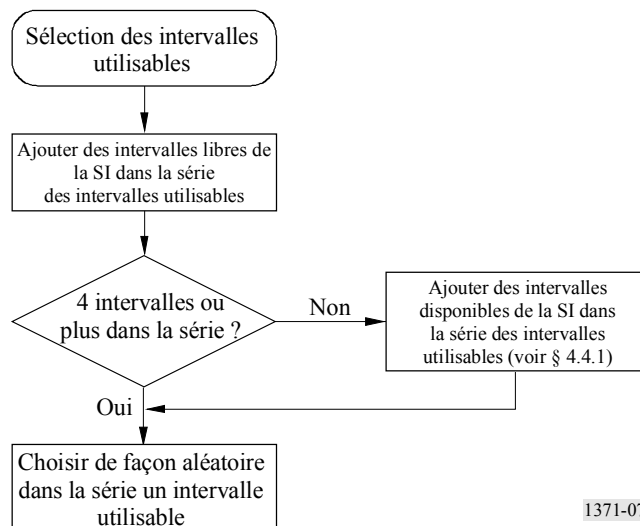 Sélection des intervalles
utilisables
Ajouter des intervalles libres de
la SI dans la série
des intervalles utilisables
4 intervalles ou
plus dans la série ?
Non
Ajouter des intervalles
disponibles de la SI dans
la série des intervalles
utilisables (voir § 4.4.1)
Oui
Choisir de façon aléatoire
dans la série un intervalle
utilisable
1371-07